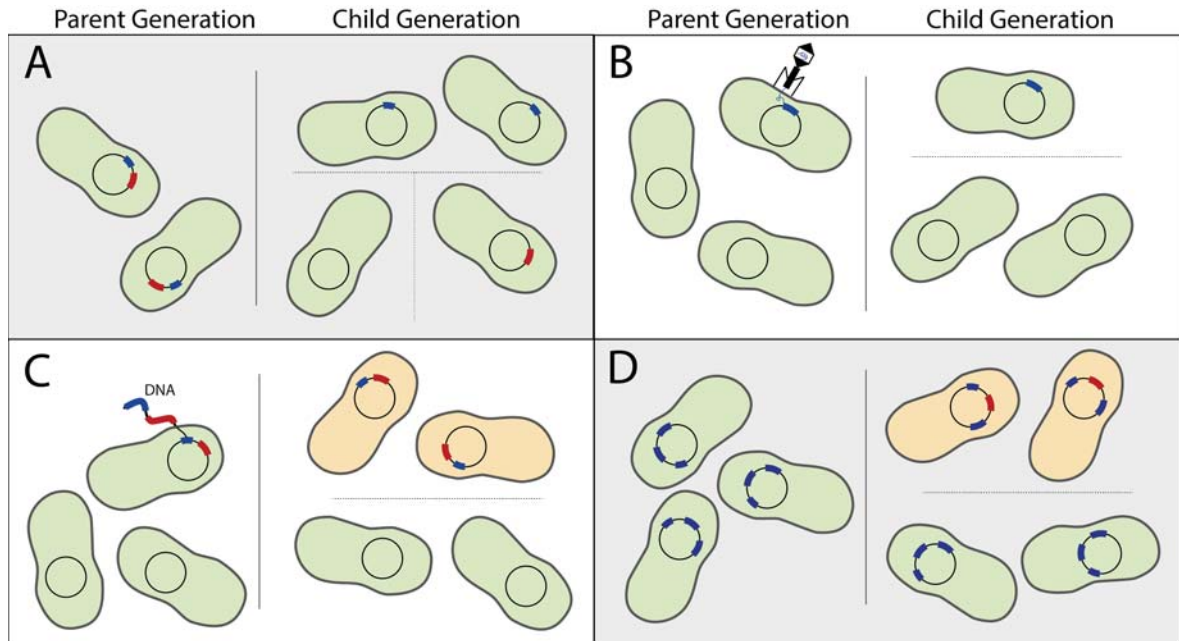 Parent Generation Child Generation Parent Generation Child Generation
A
B
C
DNA
D